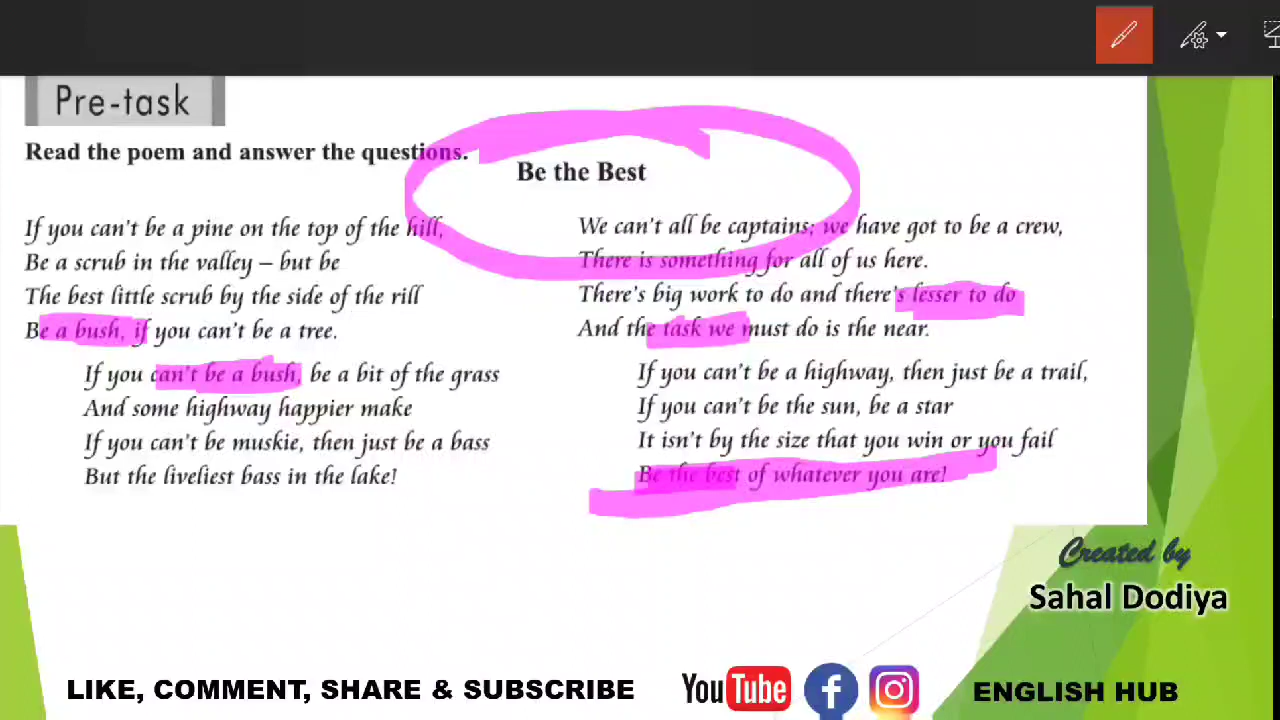 Pre-task
Read the poem and answer the questions.
Be the Best
If you can't be a pine on the top of the hill,
Be a scrub in the valley – but be
The best little scrub by the side of the rill
Be a bush, if you can't be a tree.
If you can't be a bush, be a bit of the grass
And some highway happier make
If you can't be muskie, then just be a bass
But the liveliest bass in the lake!
We can't all be captains; we have got to be a crew,
There is something for all of us here.
There's big work to do and there's lesser to do
And the task we must do is the near.
If you can't be a highway, then just be a trail,
If you can't be the sun, be a star
It isn't by the size that you win or you fail
Be the best of whatever you are!
Created by
Sahal Dodiya
LIKE, COMMENT, SHARE & SUBSCRIBE
YouTube
f
ENGLISH HUB